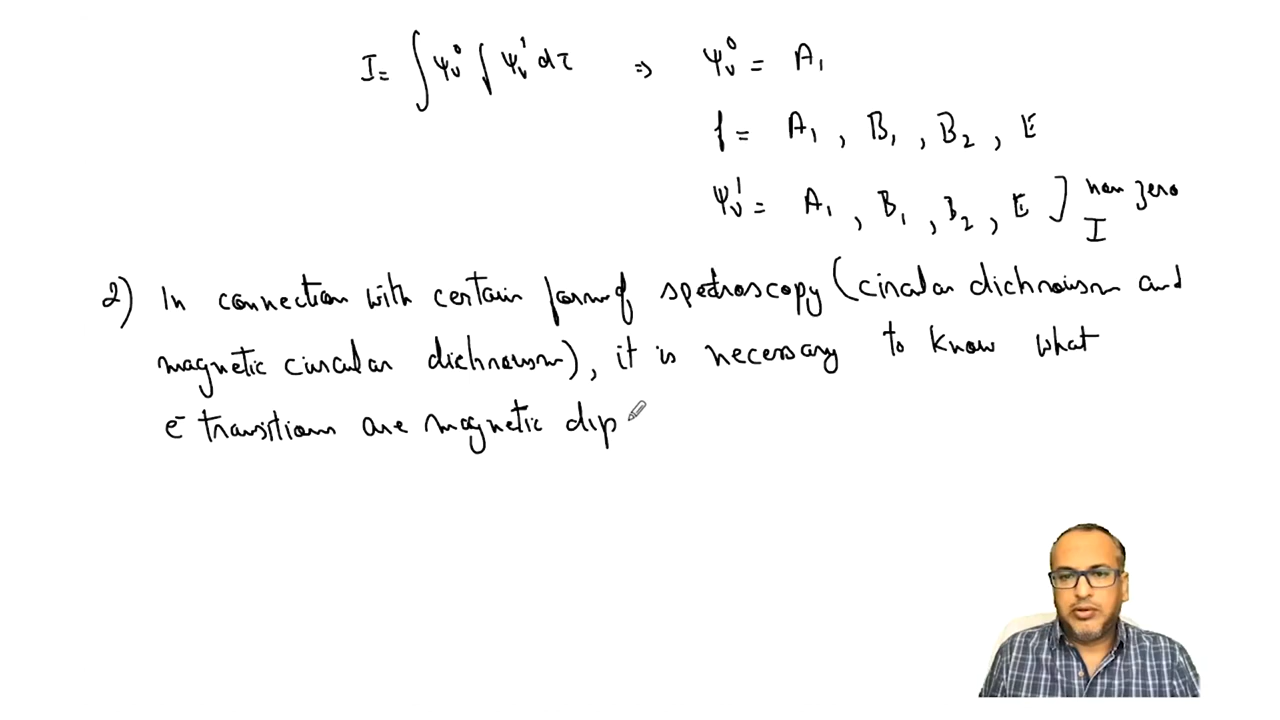 I = ∫ ψᵥ⁰ ∫ ψᵥ¹ dτ ⇒ ψᵥ⁰ = A₁
f = A₁ , B₁ , B₂ , E
ψᵥ¹ = A₁ , B₁ , B₂ , E ] non zero
I
2) In connection with certain form of spectroscopy (circular dichroism and
magnetic circular dichroism), it is necessary to know what
e⁻ transitions are magnetic dip